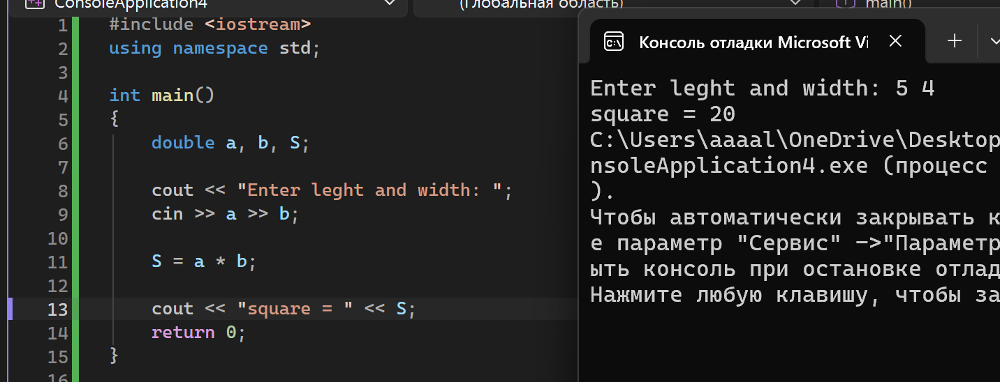 ConsoleApplication4
(Глобальная область)
main()
1 #include <iostream>
2 using namespace std;
3
4 int main()
5 {
6 double a, b, S;
7
8 cout << "Enter leght and width: ";
9 cin >> a >> b;
10
11 S = a * b;
12
13 cout << "square = " << S;
14 return 0;
15 }
16
Консоль отладки Microsoft Vi
Enter leght and width: 5 4
square = 20
C:\Users\aaaal\OneDrive\Desktop
nsoleApplication4.exe (процесс
).
Чтобы автоматически закрывать к
е параметр "Сервис" ->"Параметр
ыть консоль при остановке отлад
Нажмите любую клавишу, чтобы за